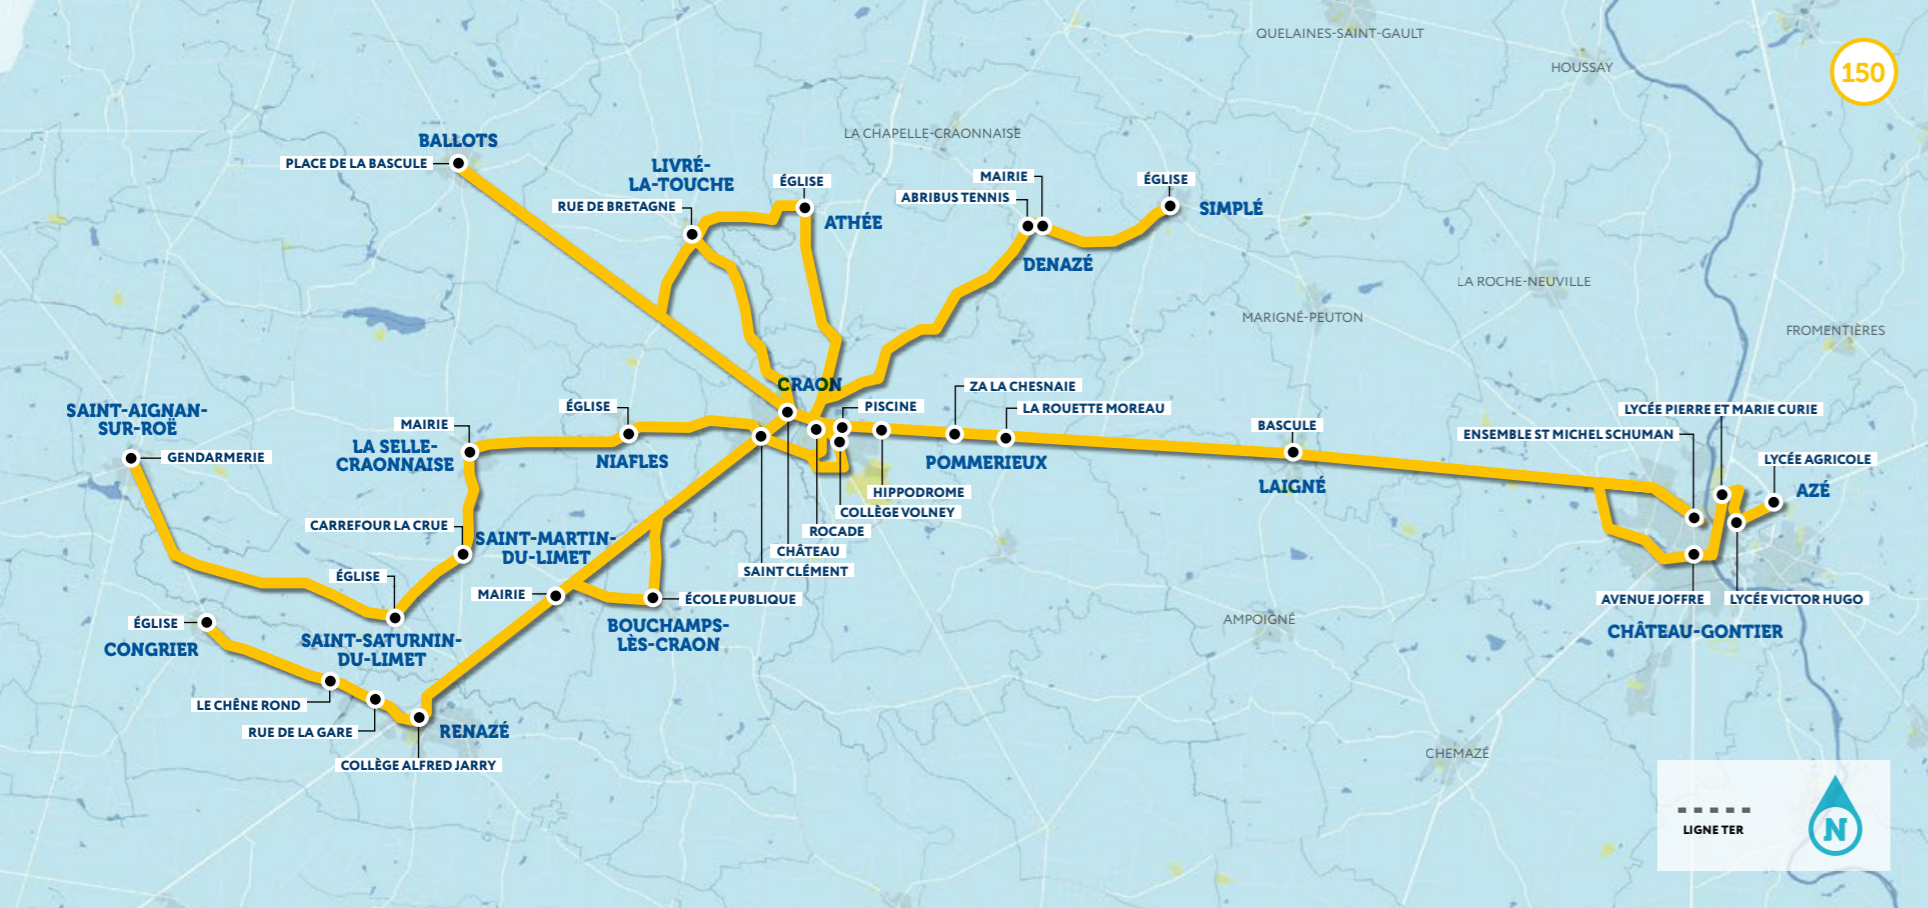 QUELAINES-SAINT-GAULT
HOUSSAY
150
LA CHAPELLE-CRAONNAISE
BALLOTS
PLACE DE LA BASCULE
LIVRÉ-
LA-TOUCHE
RUE DE BRETAGNE
ÉGLISE
ATHÉE
MAIRIE
ABRIBUS TENNIS
DENAZÉ
ÉGLISE
SIMPLÉ
LA ROCHE-NEUVILLE
MARIGNÉ-PEUTON
FROMENTIÈRES
SAINT-AIGNAN-
SUR-ROË
GENDARMERIE
MAIRIE
LA SELLE-
CRAONNAISE
ÉGLISE
NIAFLES
CRAON
PISCINE
ZA LA CHESNAIE
LA ROUETTE MOREAU
POMMERIEUX
HIPPODROME
COLLÈGE VOLNEY
ROCADE
CHÂTEAU
SAINT CLÉMENT
BASCULE
LAIGNÉ
LYCÉE PIERRE ET MARIE CURIE
ENSEMBLE ST MICHEL SCHUMAN
LYCÉE AGRICOLE
AZÉ
CARREFOUR LA CRUE
SAINT-MARTIN-
DU-LIMET
MAIRIE
ÉCOLE PUBLIQUE
BOUCHAMPS-
LÈS-CRAON
ÉGLISE
SAINT-SATURNIN-
DU-LIMET
ÉGLISE
CONGRIER
LE CHÊNE ROND
RUE DE LA GARE
RENAZÉ
COLLÈGE ALFRED JARRY
AVENUE JOFFRE
LYCÉE VICTOR HUGO
CHÂTEAU-GONTIER
AMPOIGNÉ
CHEMAZÉ
LIGNE TER
N